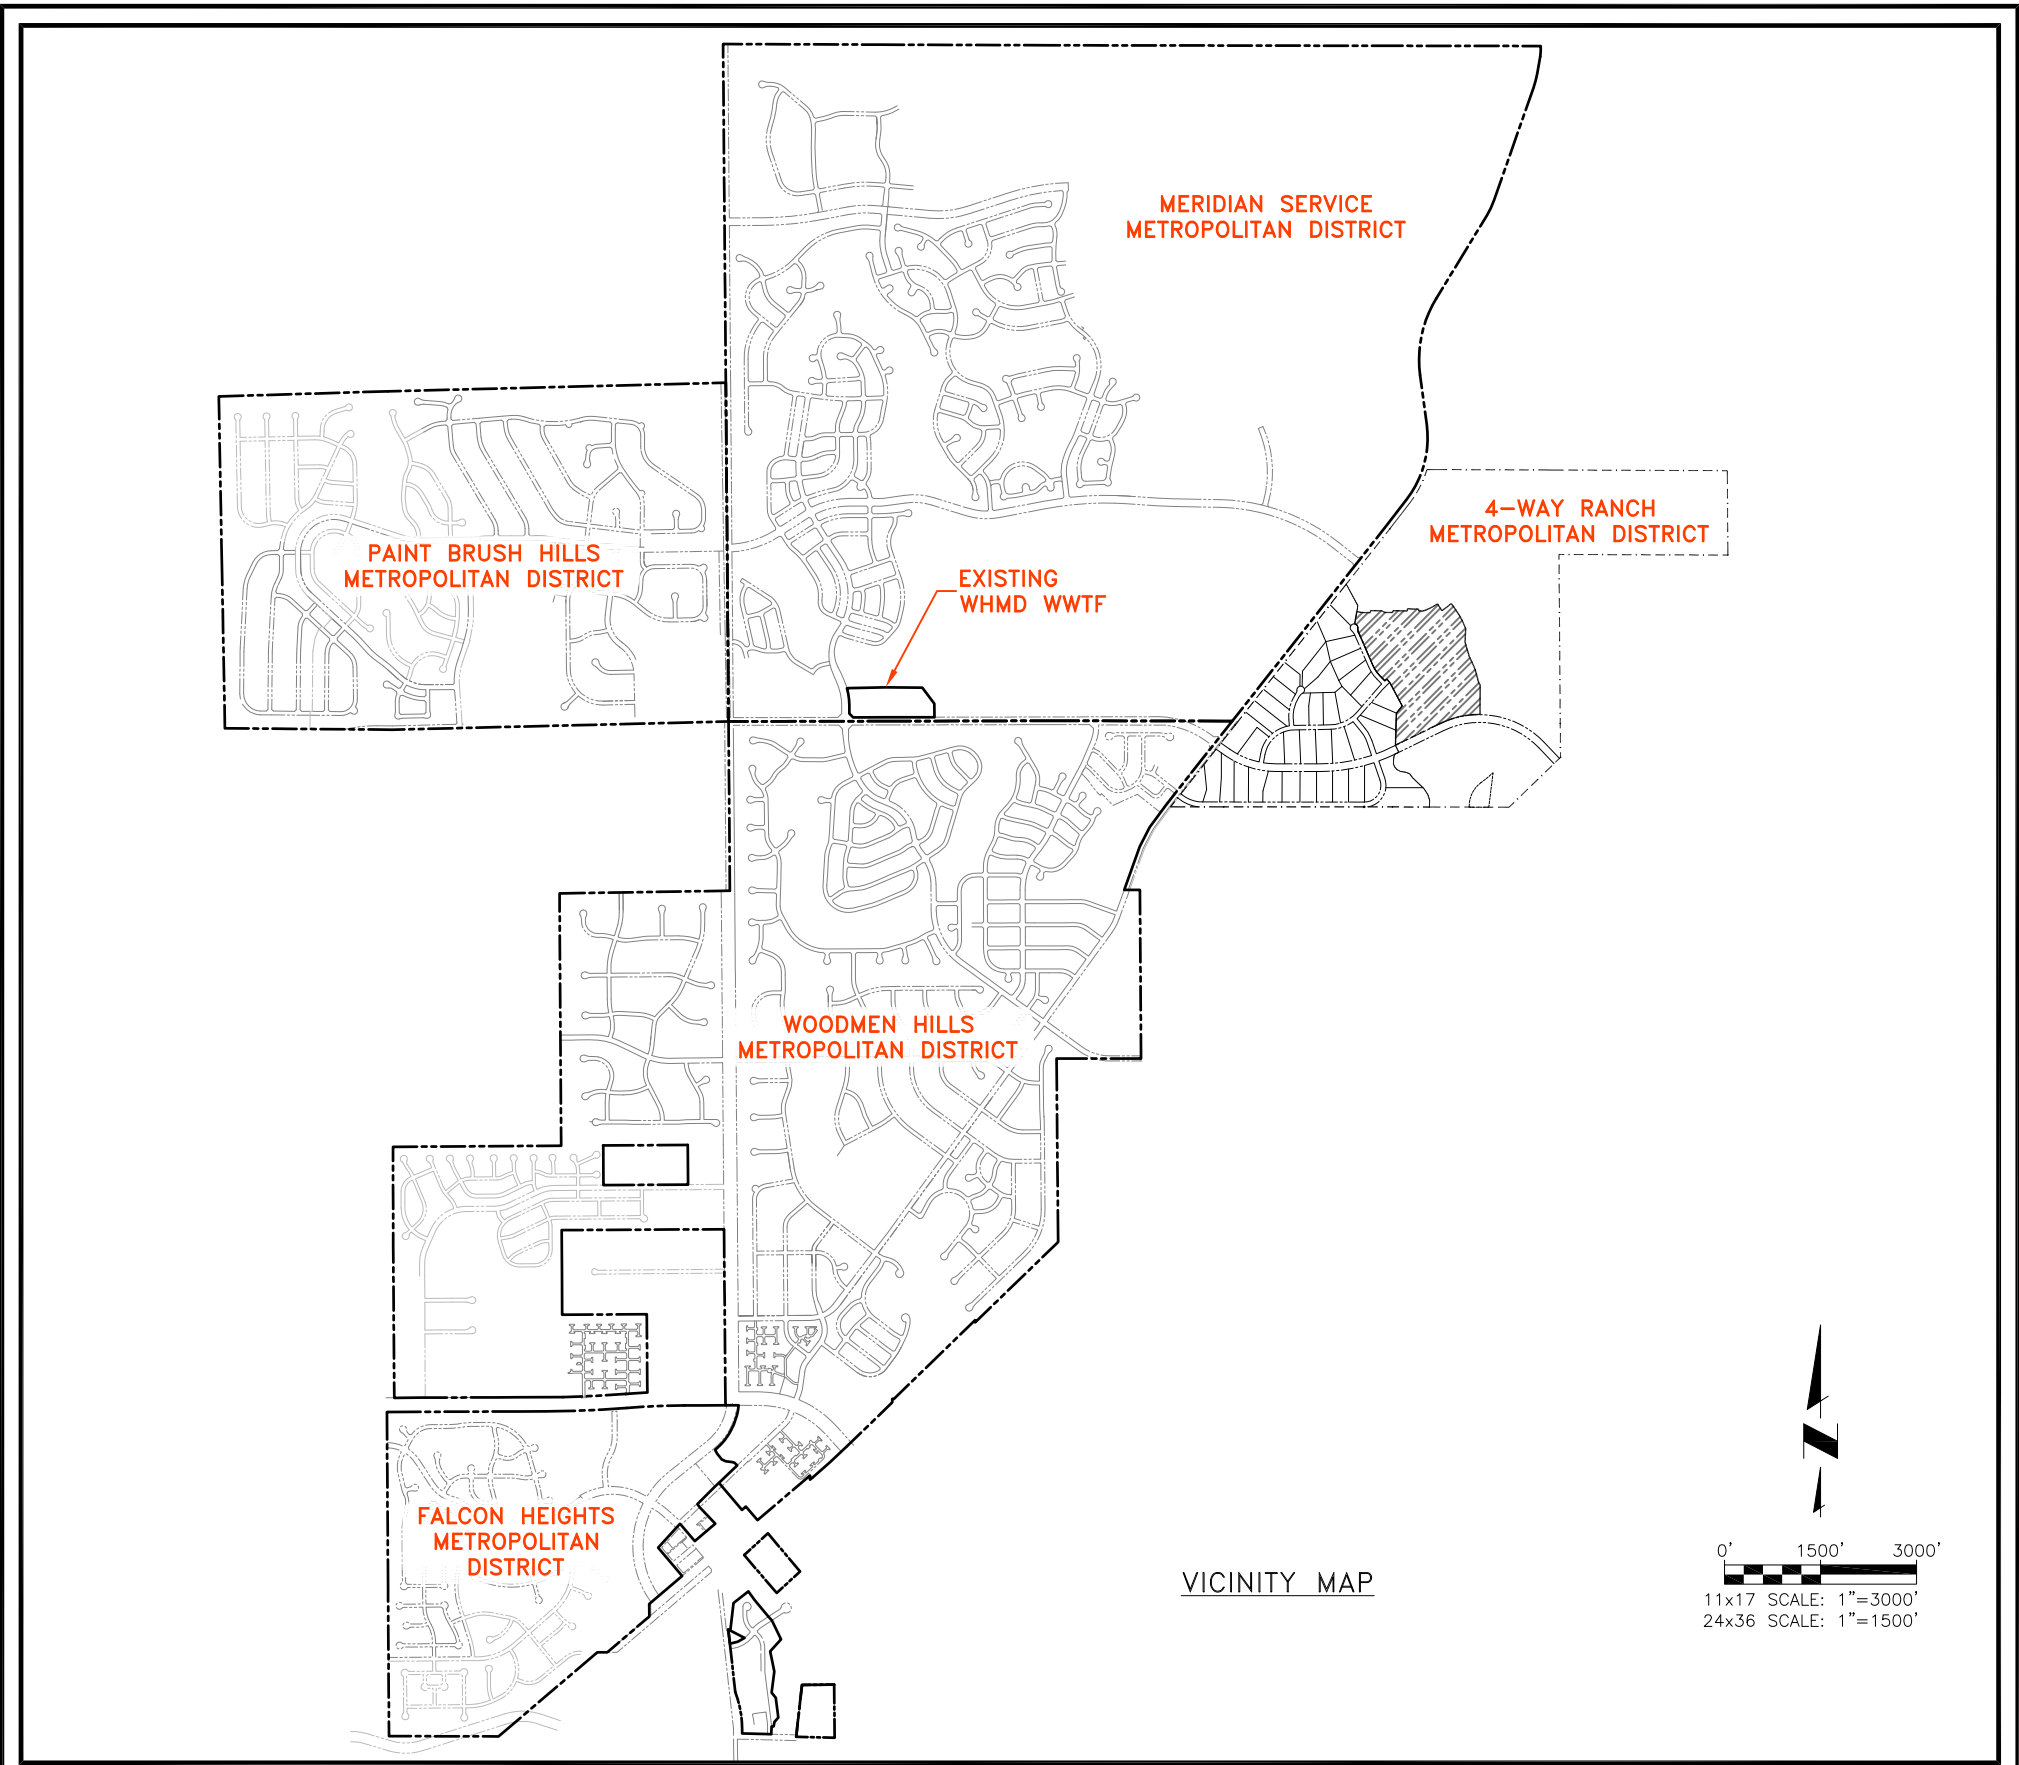 MERIDIAN SERVICE
METROPOLITAN DISTRICT
4-WAY RANCH
METROPOLITAN DISTRICT
PAINT BRUSH HILLS
METROPOLITAN DISTRICT
EXISTING
WHMD WWTF
WOODMEN HILLS
METROPOLITAN DISTRICT
FALCON HEIGHTS
METROPOLITAN
DISTRICT
VICINITY MAP
N
0' 1500' 3000'
11x17 SCALE: 1"=3000'
24x36 SCALE: 1"=1500'